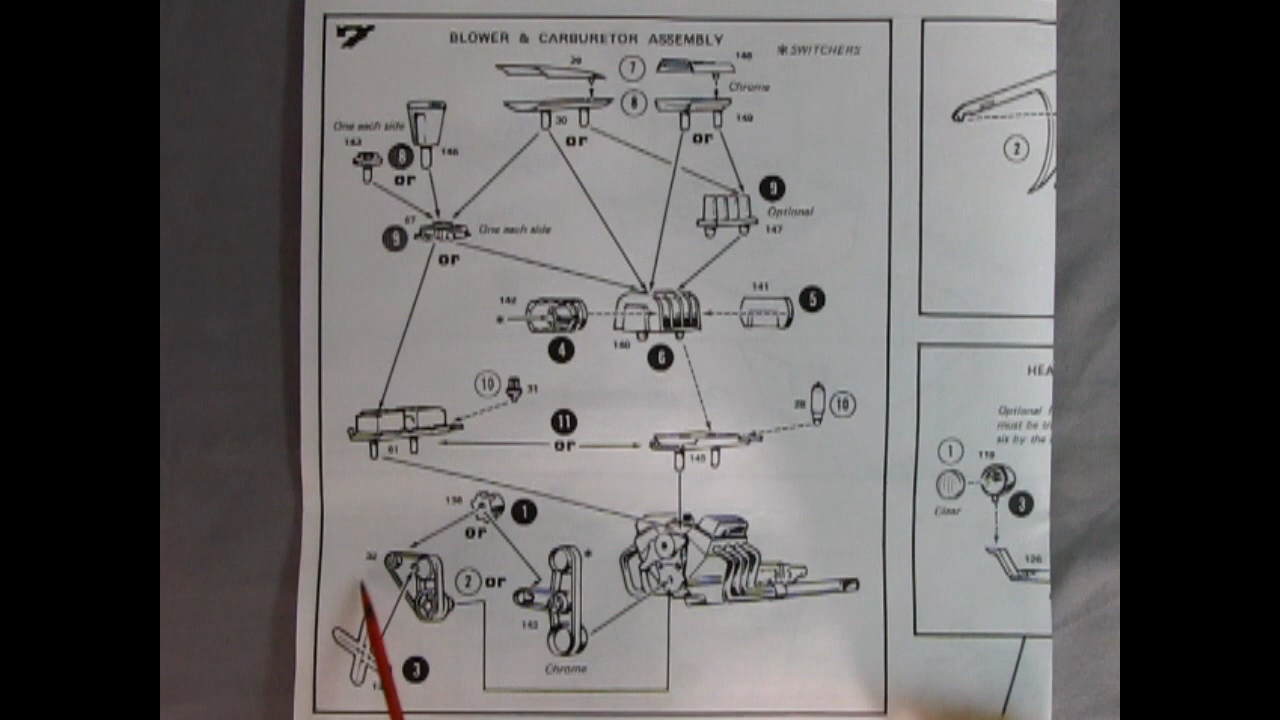 7
BLOWER & CARBURETOR ASSEMBLY
* SWITCHERS
29
7
148
Chrome
8
30
149
or
or
One each side
143
8
146
or
9
Optional
147
67
9
One each side
or
142
*
141
5
4
140
6
10
31
28
10
11
or
61
145
136
1
or
32
2
or
*
143
Chrome
3
2
HEA
Optional
must be
six by the
1
118
Clear
3
126